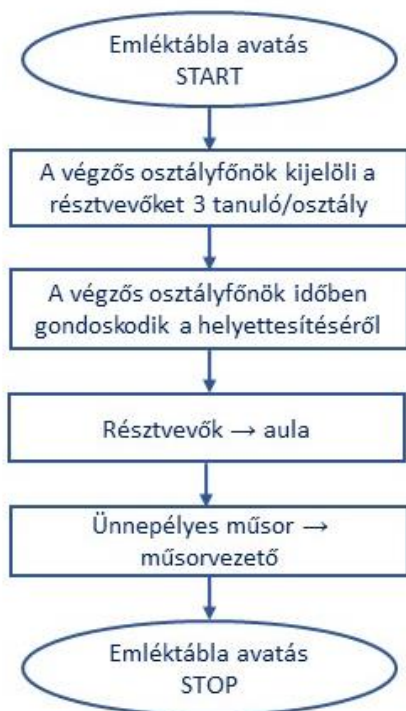 Emléktábla avatás
START
A végzős osztályfőnök kijelöli a
résztvevőket 3 tanuló/osztály
A végzős osztályfőnök időben
gondoskodik a helyettesítéséről
Résztvevők → aula
Ünnepélyes műsor →
műsorvezető
Emléktábla avatás
STOP